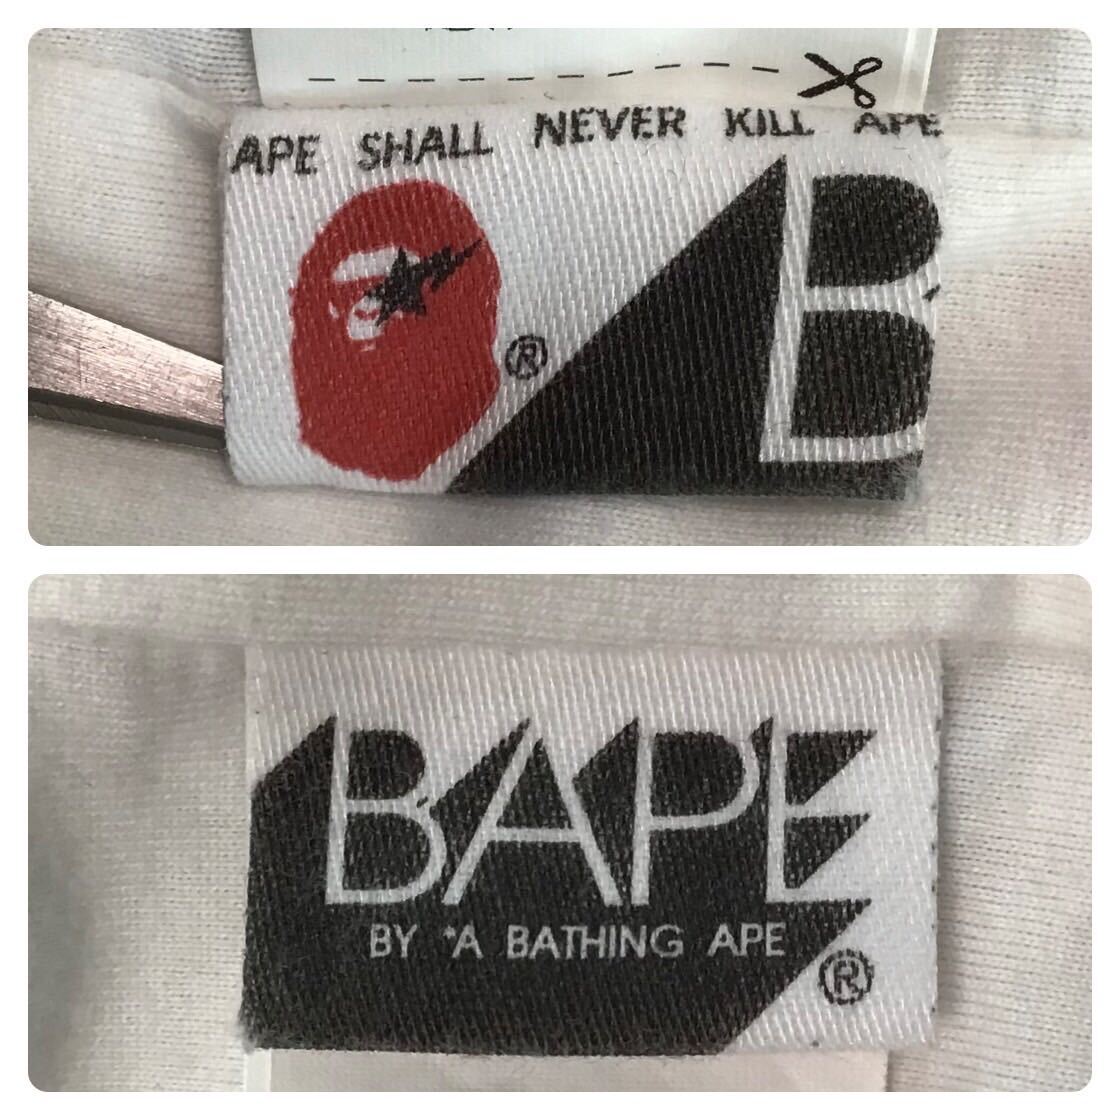 APE SHALL NEVER KILL APE
®
B
BAPE
BY *A BATHING APE
®